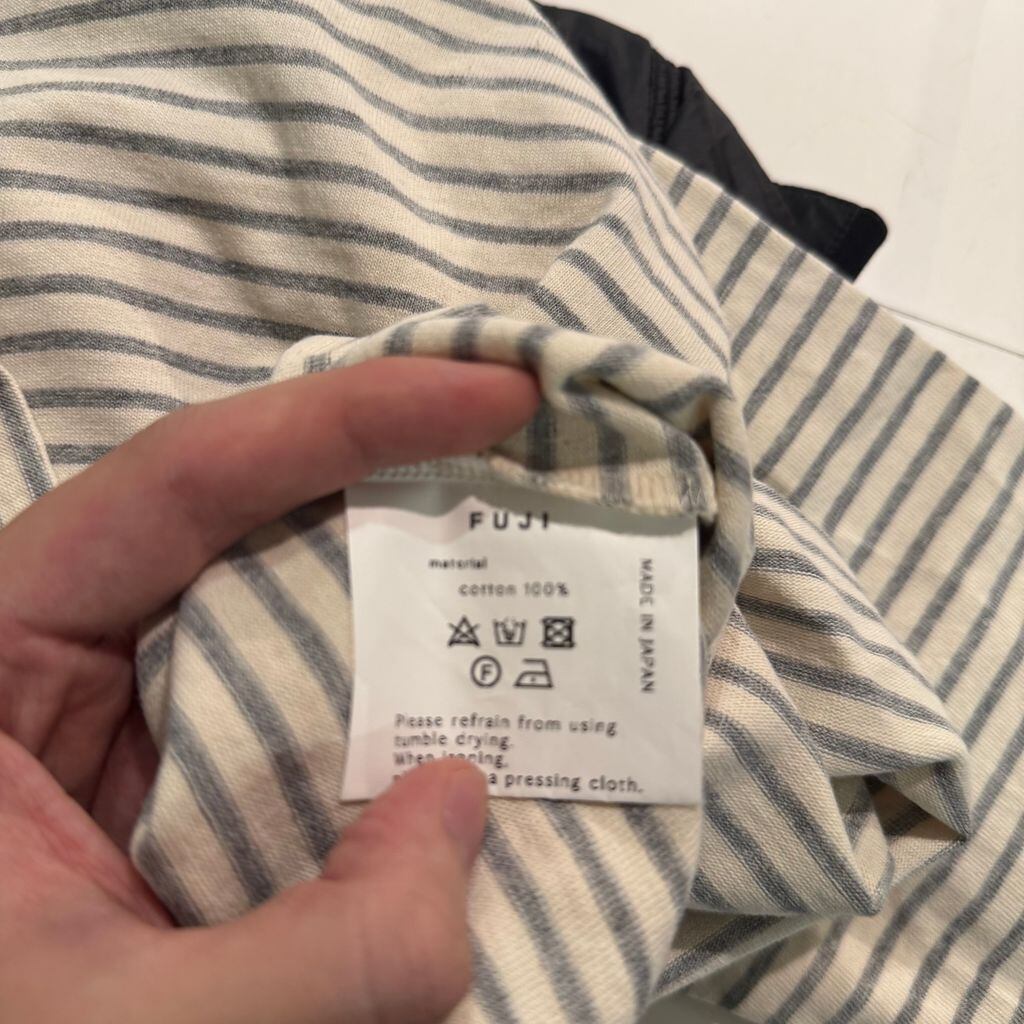 FUJI
material
cotton 100%
F
MADE IN JAPAN
Please refrain from using
tumble drying.
When ironing,
a pressing cloth.